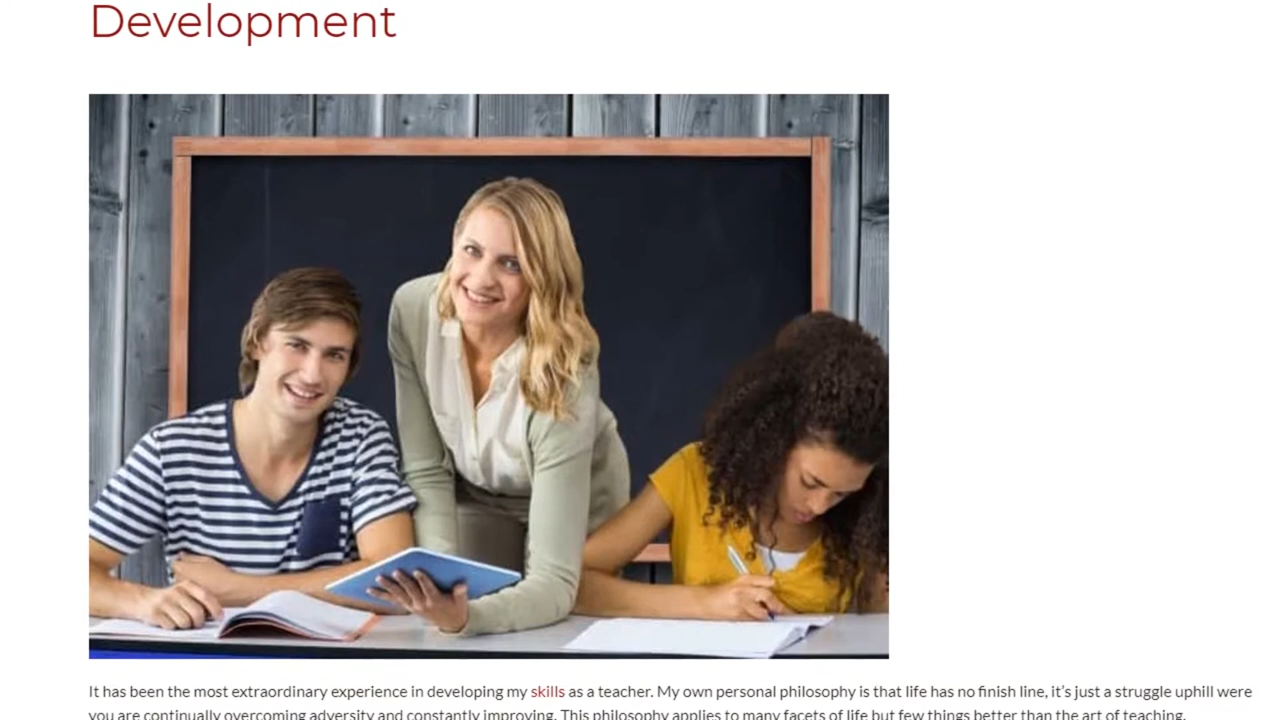 Development
It has been the most extraordinary experience in developing my skills as a teacher. My own personal philosophy is that life has no finish line, it’s just a struggle uphill were
you are continually overcoming adversity and constantly improving. This philosophy applies to many facets of life but few things better than the art of teaching.